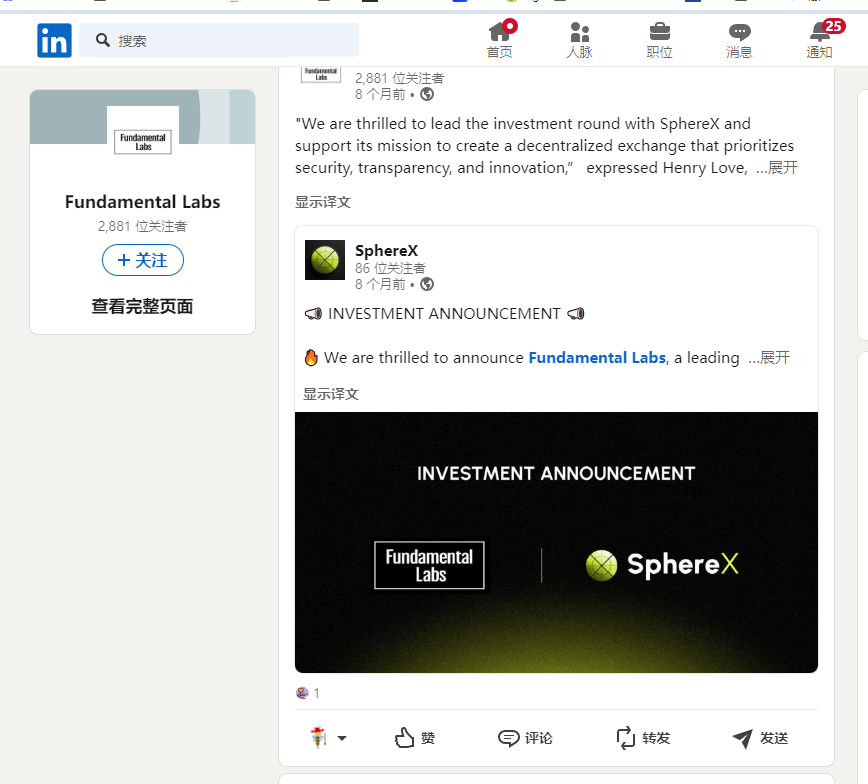 in
搜索
首页
人脉
职位
消息
25
通知
Fundamental
Labs
Fundamental Labs
2,881 位关注者
+ 关注
查看完整页面
Fundamental
Labs
2,881 位关注者
8 个月前 •
"We are thrilled to lead the investment round with SphereX and
support its mission to create a decentralized exchange that prioritizes
security, transparency, and innovation,” expressed Henry Love, ...展开
显示译文
SphereX
86 位关注者
8 个月前 •
INVESTMENT ANNOUNCEMENT
We are thrilled to announce Fundamental Labs, a leading ...展开
显示译文
INVESTMENT ANNOUNCEMENT
Fundamental
Labs
SphereX
1
赞
评论
转发
发送